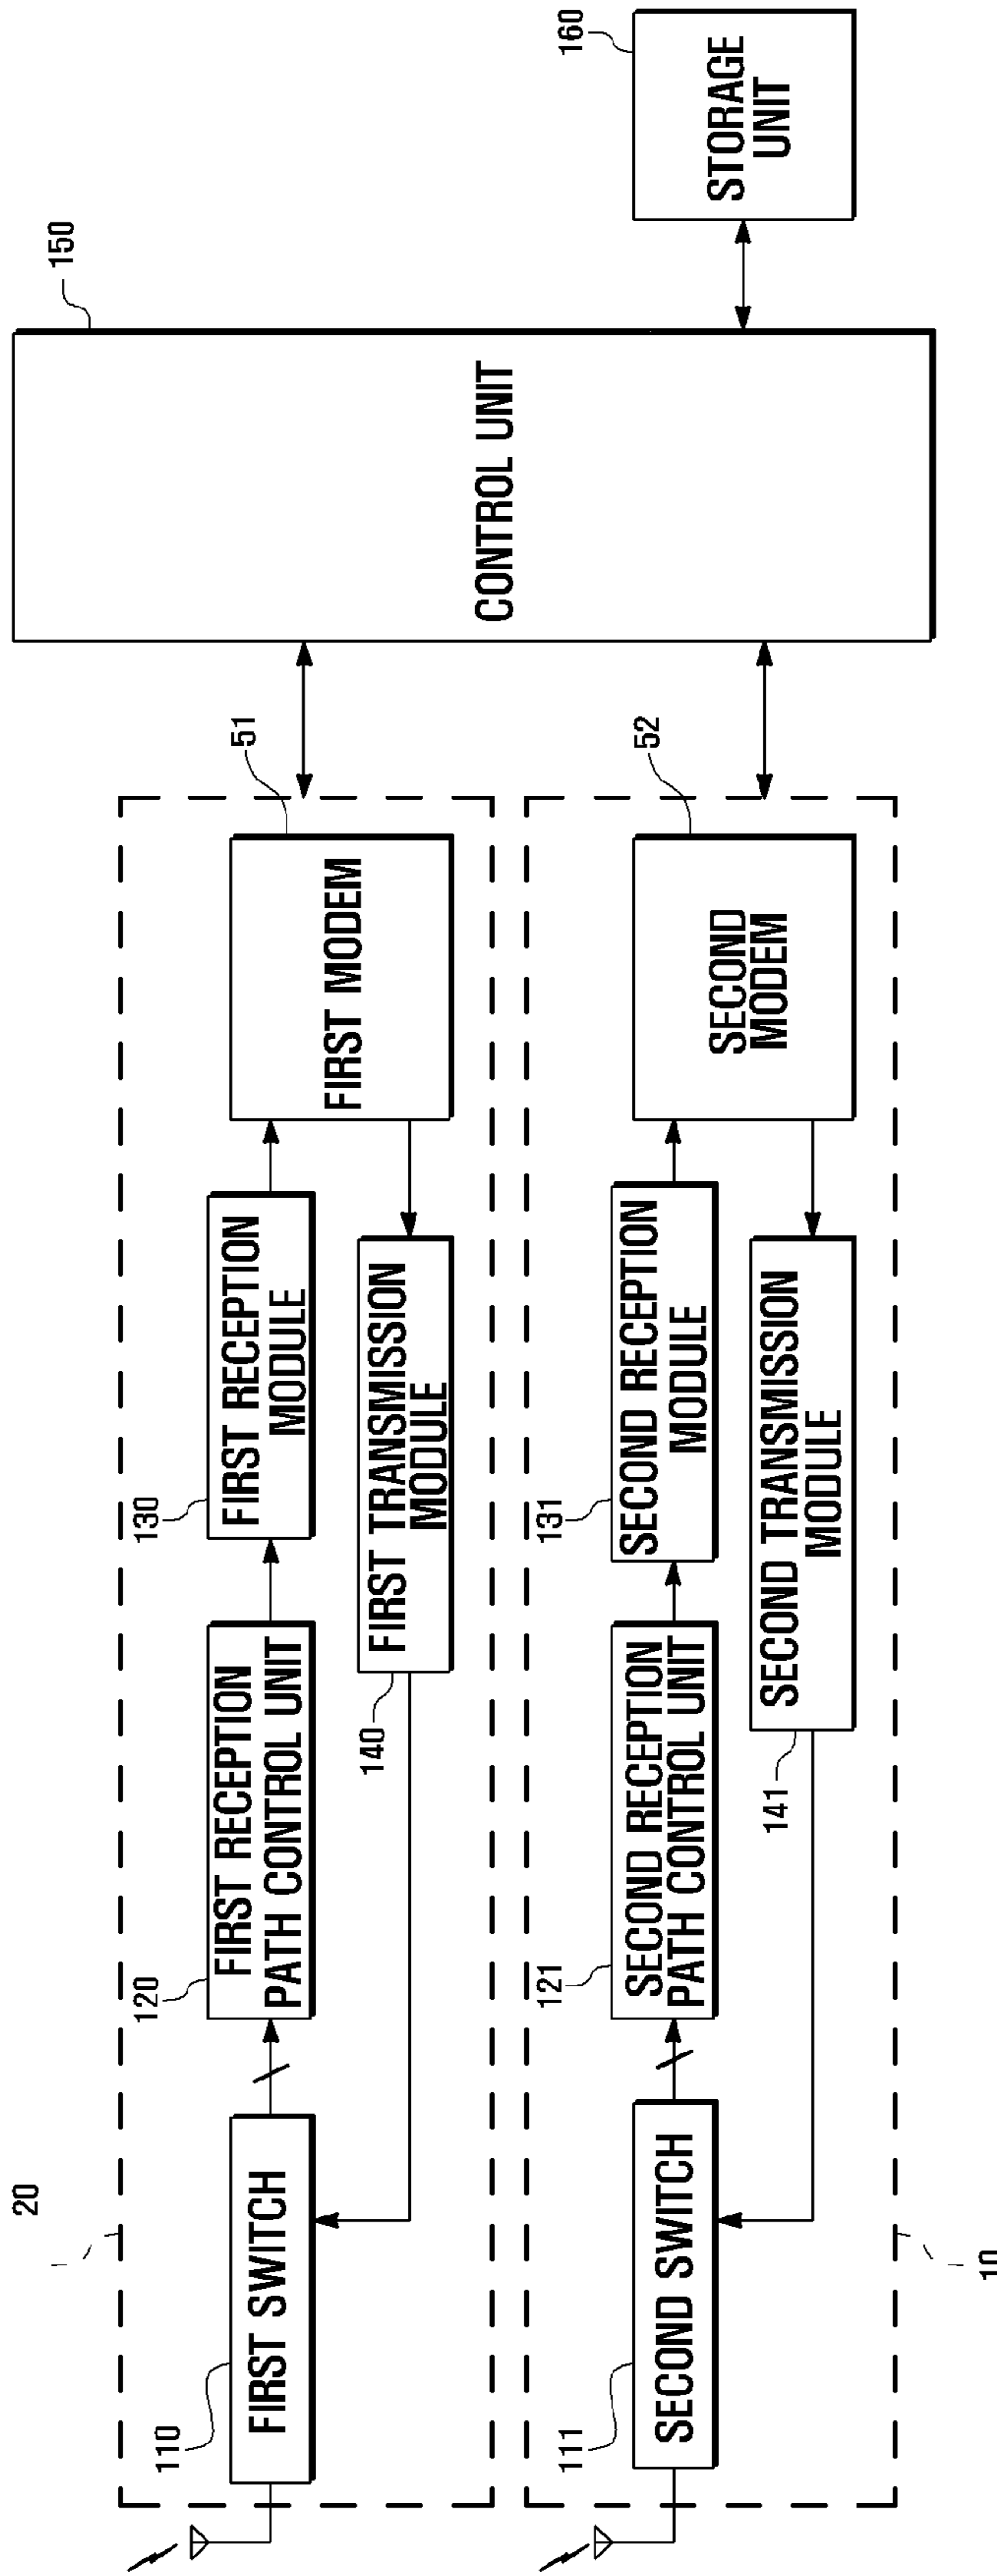 20
110
FIRST SWITCH
120
FIRST RECEPTION
PATH CONTROL UNIT
130
FIRST RECEPTION
MODULE
140
FIRST TRANSMISSION
MODULE
51
FIRST MODEM
111
SECOND SWITCH
121
SECOND RECEPTION
PATH CONTROL UNIT
131
SECOND RECEPTION
MODULE
141
SECOND TRANSMISSION
MODULE
52
SECOND
MODEM
10
150
CONTROL UNIT
160
STORAGE
UNIT